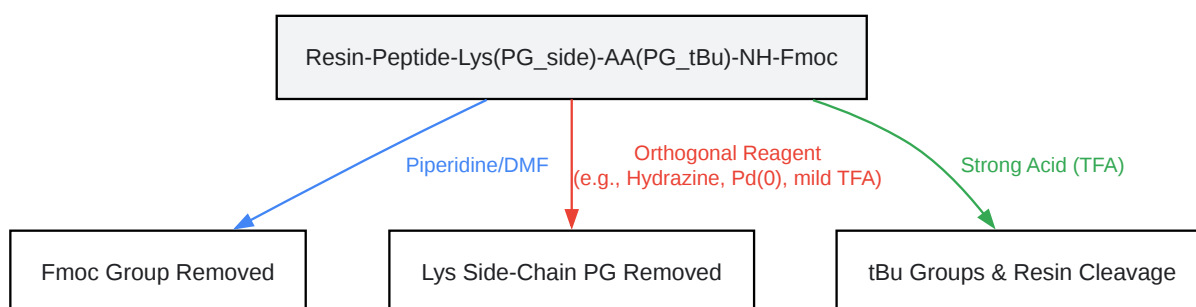 Resin-Peptide-Lys(PG_side)-AA(PG_tBu)-NH-Fmoc
Piperidine/DMF
Orthogonal Reagent
(e.g., Hydrazine, Pd(0), mild TFA)
Strong Acid (TFA)
Fmoc Group Removed
Lys Side-Chain PG Removed
tBu Groups & Resin Cleavage